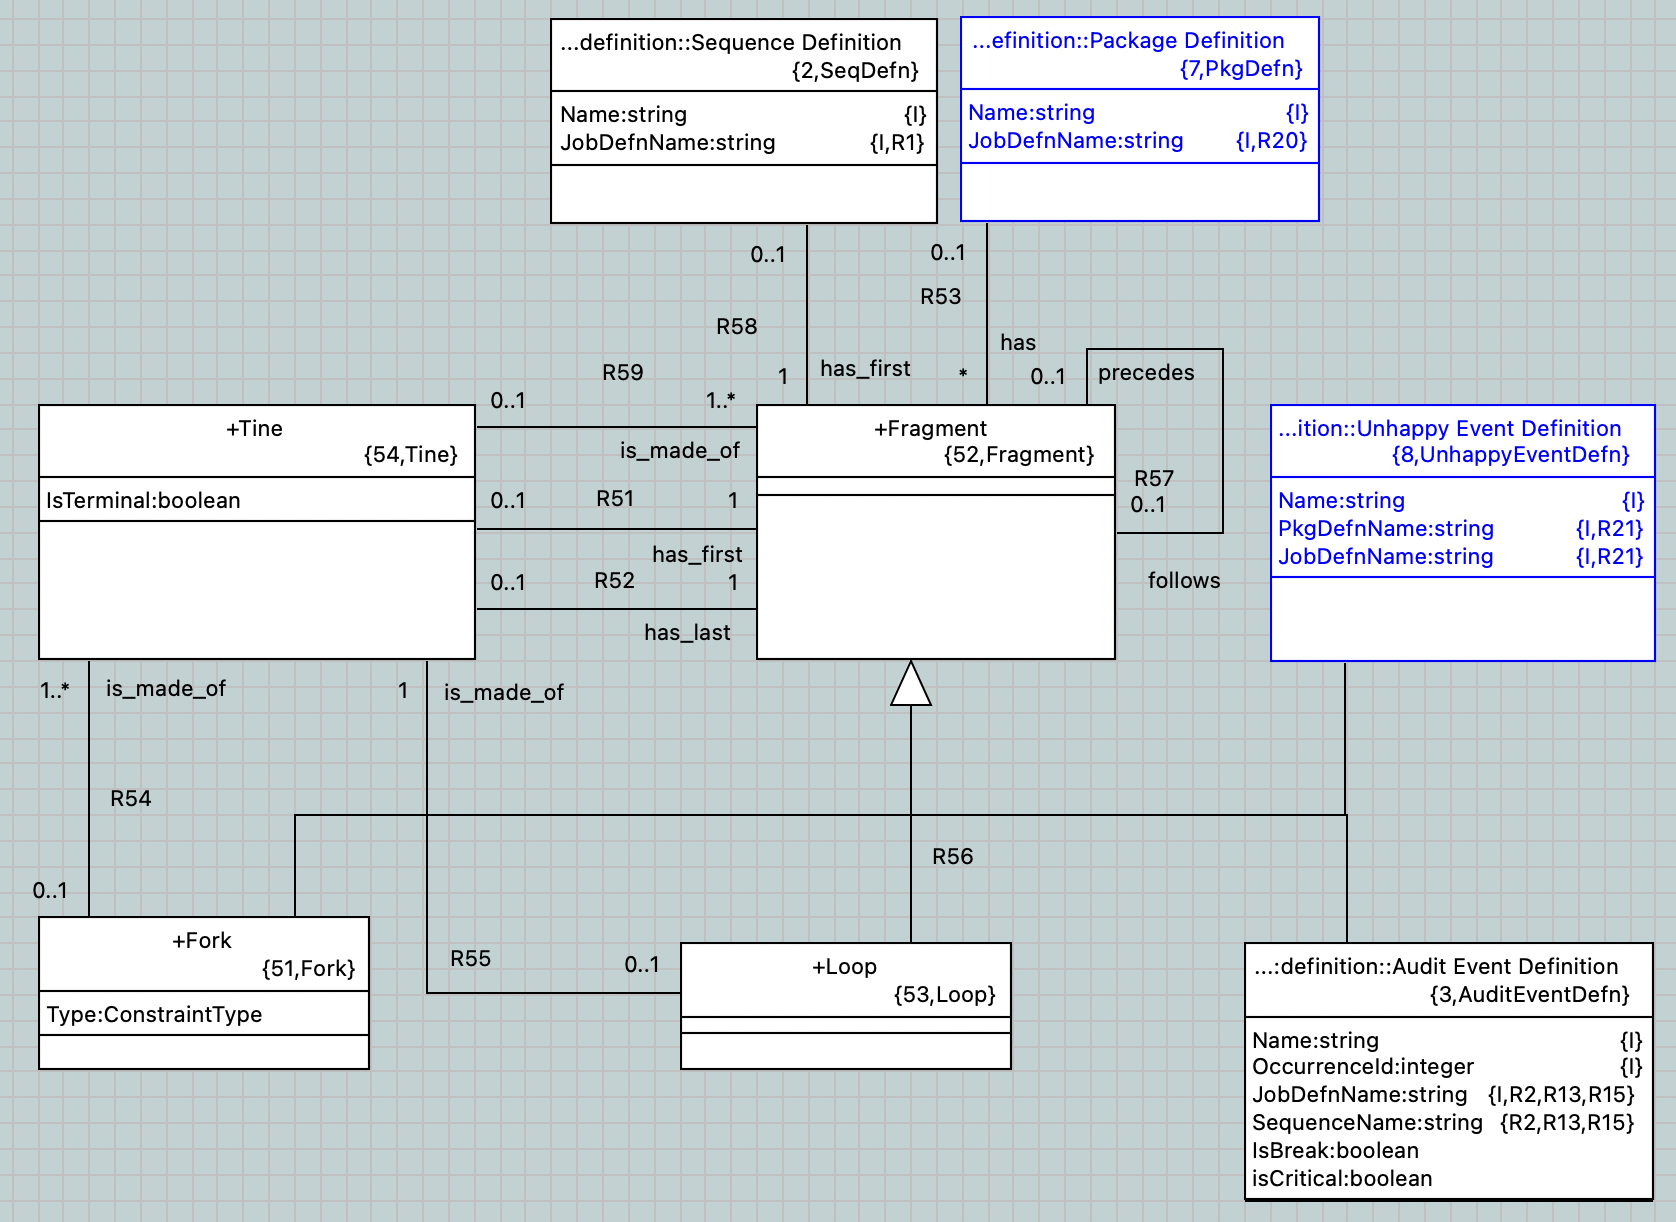 ...definition::Sequence Definition
{2,SeqDefn}
Name:string {I}
JobDefnName:string {I,R1}
...efinition::Package Definition
{7,PkgDefn}
Name:string {I}
JobDefnName:string {I,R20}
0..1
0..1
R53
R58
has
R59
1
has_first
*
0..1
precedes
0..1
1..*
+Tine
{54,Tine}
IsTerminal:boolean
is_made_of
0..1
R51
1
has_first
0..1
R52
1
has_last
+Fragment
{52,Fragment}
R57
0..1
follows
...ition::Unhappy Event Definition
{8,UnhappyEventDefn}
Name:string {I}
PkgDefnName:string {I,R21}
JobDefnName:string {I,R21}
1..*
is_made_of
1
is_made_of
R54
R56
0..1
+Fork
{51,Fork}
Type:ConstraintType
R55
0..1
+Loop
{53,Loop}
...:definition::Audit Event Definition
{3,AuditEventDefn}
Name:string {I}
OccurrenceId:integer {I}
JobDefnName:string {I,R2,R13,R15}
SequenceName:string {R2,R13,R15}
IsBreak:boolean
isCritical:boolean